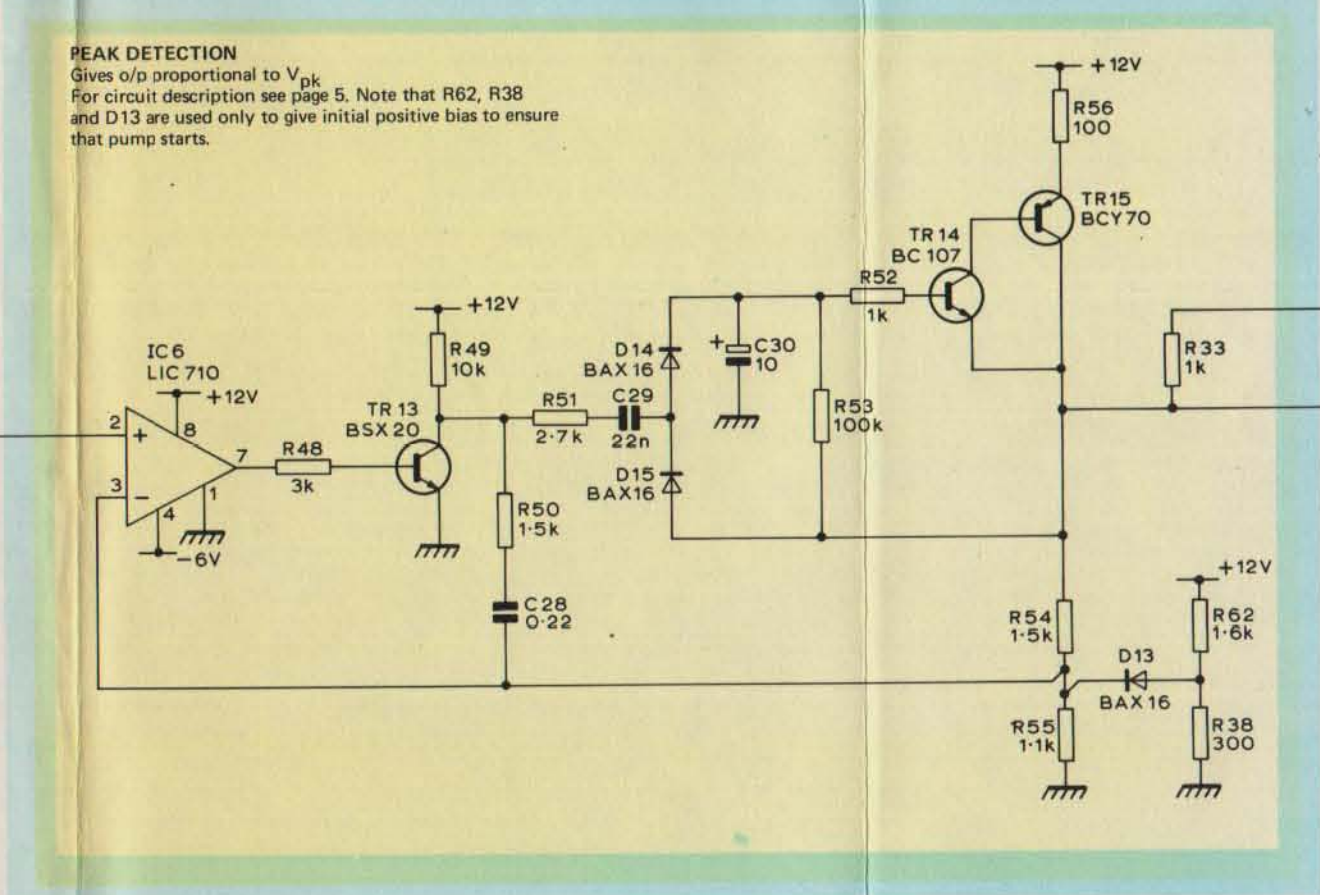 PEAK DETECTION
Gives o/p proportional to Vpk
For circuit description see page 5. Note that R62, R38
and D13 are used only to give initial positive bias to ensure
that pump starts.
+12V
R56
100
TR15
BCY70
TR14
BC107
R52
1k
+12V
R49
10k
IC6
LIC 710
+12V
2
+
8
7
3
−
1
4
−6V
R48
3k
TR13
BSX20
R51
2·7k
C29
22n
D14
BAX16
D15
BAX16
+
C30
10
R53
100k
R33
1k
R50
1·5k
C28
0·22
R54
1·5k
R55
1·1k
D13
BAX16
+12V
R62
1·6k
R38
300